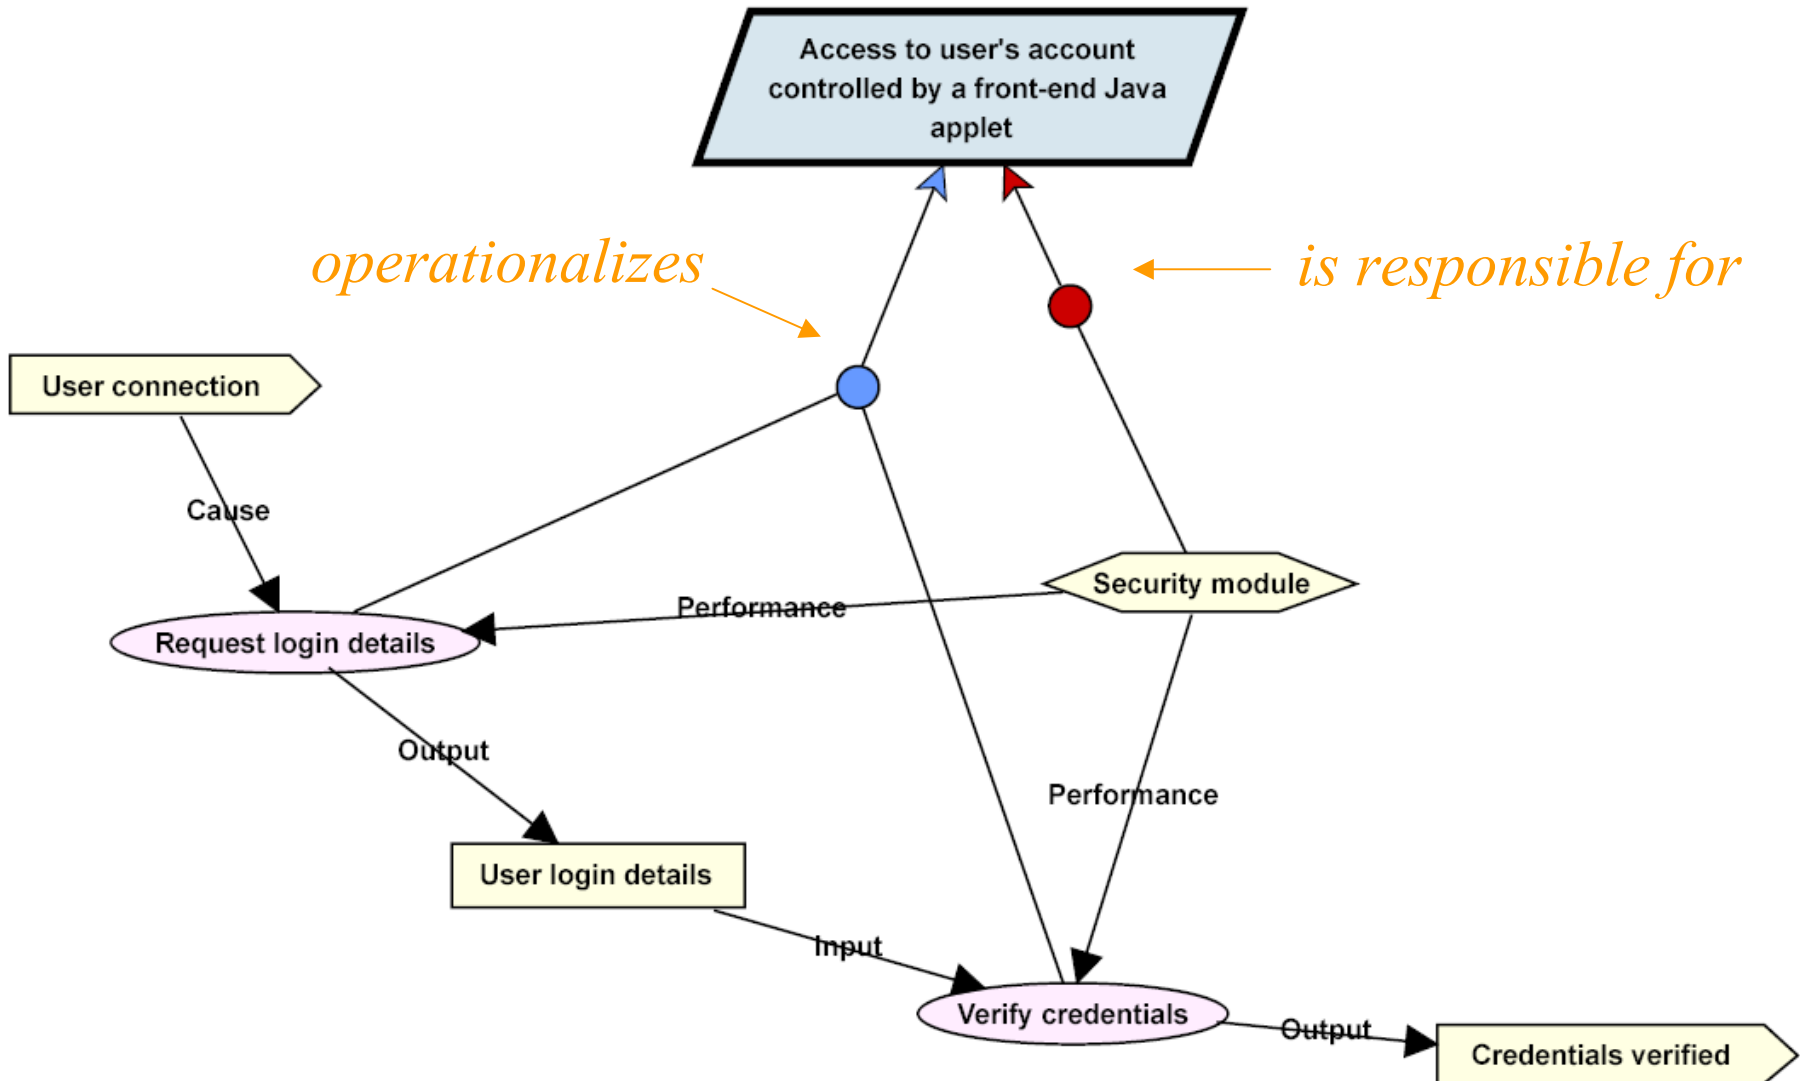 Access to user's account
controlled by a front-end Java
applet
operationalizes
is responsible for
User connection
Cause
Security module
Performance
Request login details
Output
Performance
User login details
Input
Verify credentials
Output
Credentials verified